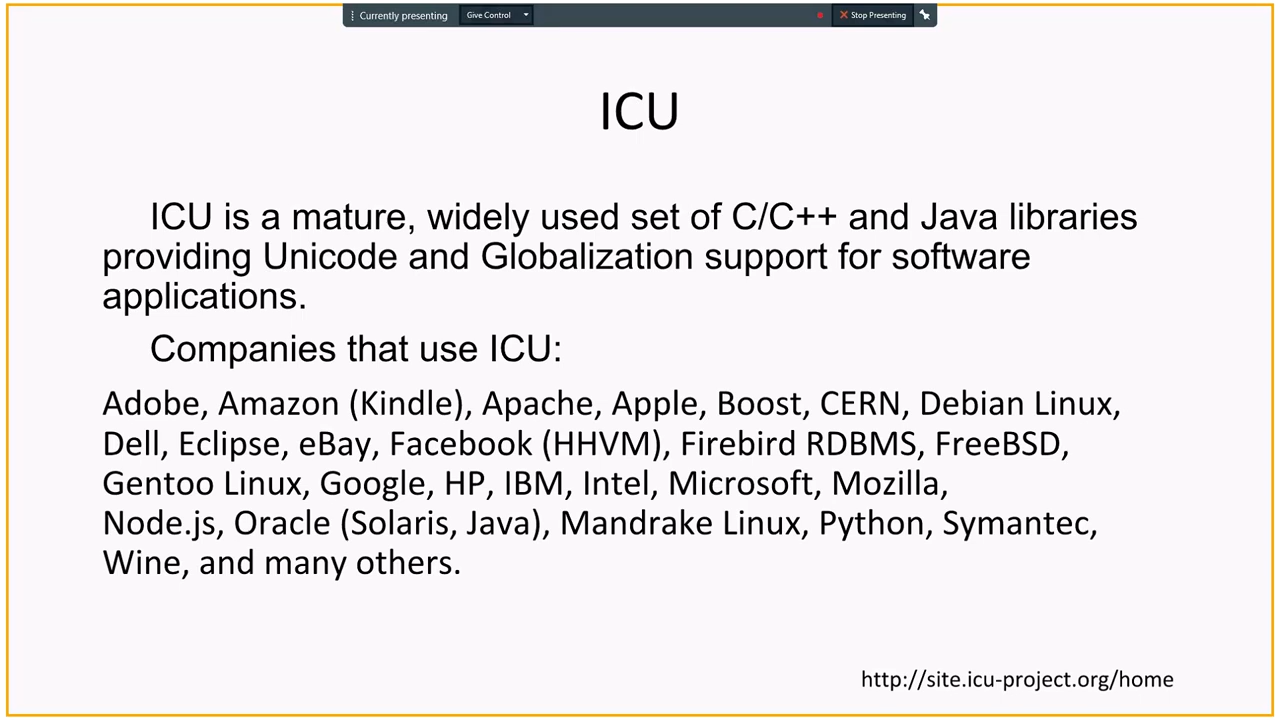 Currently presenting Give Control Stop Presenting
ICU
ICU is a mature, widely used set of C/C++ and Java libraries
providing Unicode and Globalization support for software
applications.
Companies that use ICU:
Adobe, Amazon (Kindle), Apache, Apple, Boost, CERN, Debian Linux,
Dell, Eclipse, eBay, Facebook (HHVM), Firebird RDBMS, FreeBSD,
Gentoo Linux, Google, HP, IBM, Intel, Microsoft, Mozilla,
Node.js, Oracle (Solaris, Java), Mandrake Linux, Python, Symantec,
Wine, and many others.
http://site.icu-project.org/home